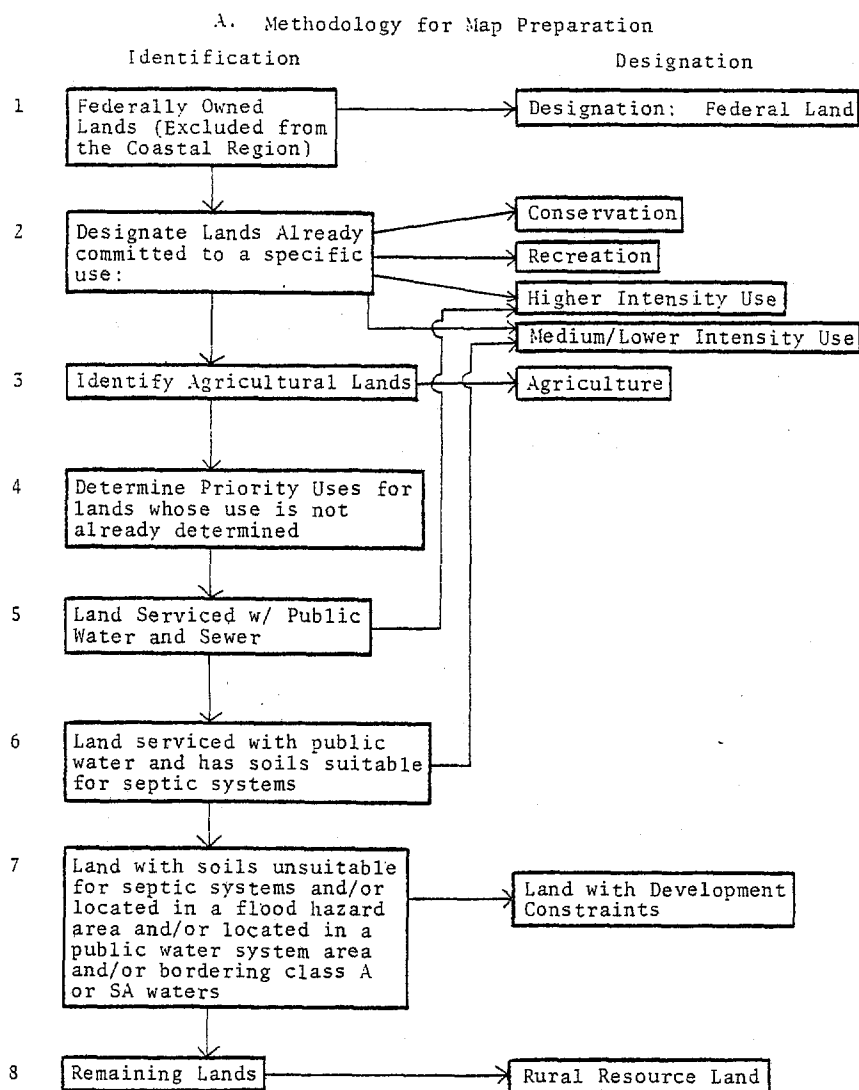 A. Methodology for Map Preparation
Identification
Designation
1
Federally Owned
Lands (Excluded from
the Coastal Region)
Designation: Federal Land
2
Designate Lands Already
committed to a specific
use:
Conservation
Recreation
Higher Intensity Use
Medium/Lower Intensity Use
3
Identify Agricultural Lands
Agriculture
4
Determine Priority Uses for
lands whose use is not
already determined
5
Land Serviced w/ Public
Water and Sewer
6
Land serviced with public
water and has soils suitable
for septic systems
7
Land with soils unsuitable
for septic systems and/or
located in a flood hazard
area and/or located in a
public water system area
and/or bordering class A
or SA waters
Land with Development
Constraints
8
Remaining Lands
Rural Resource Land